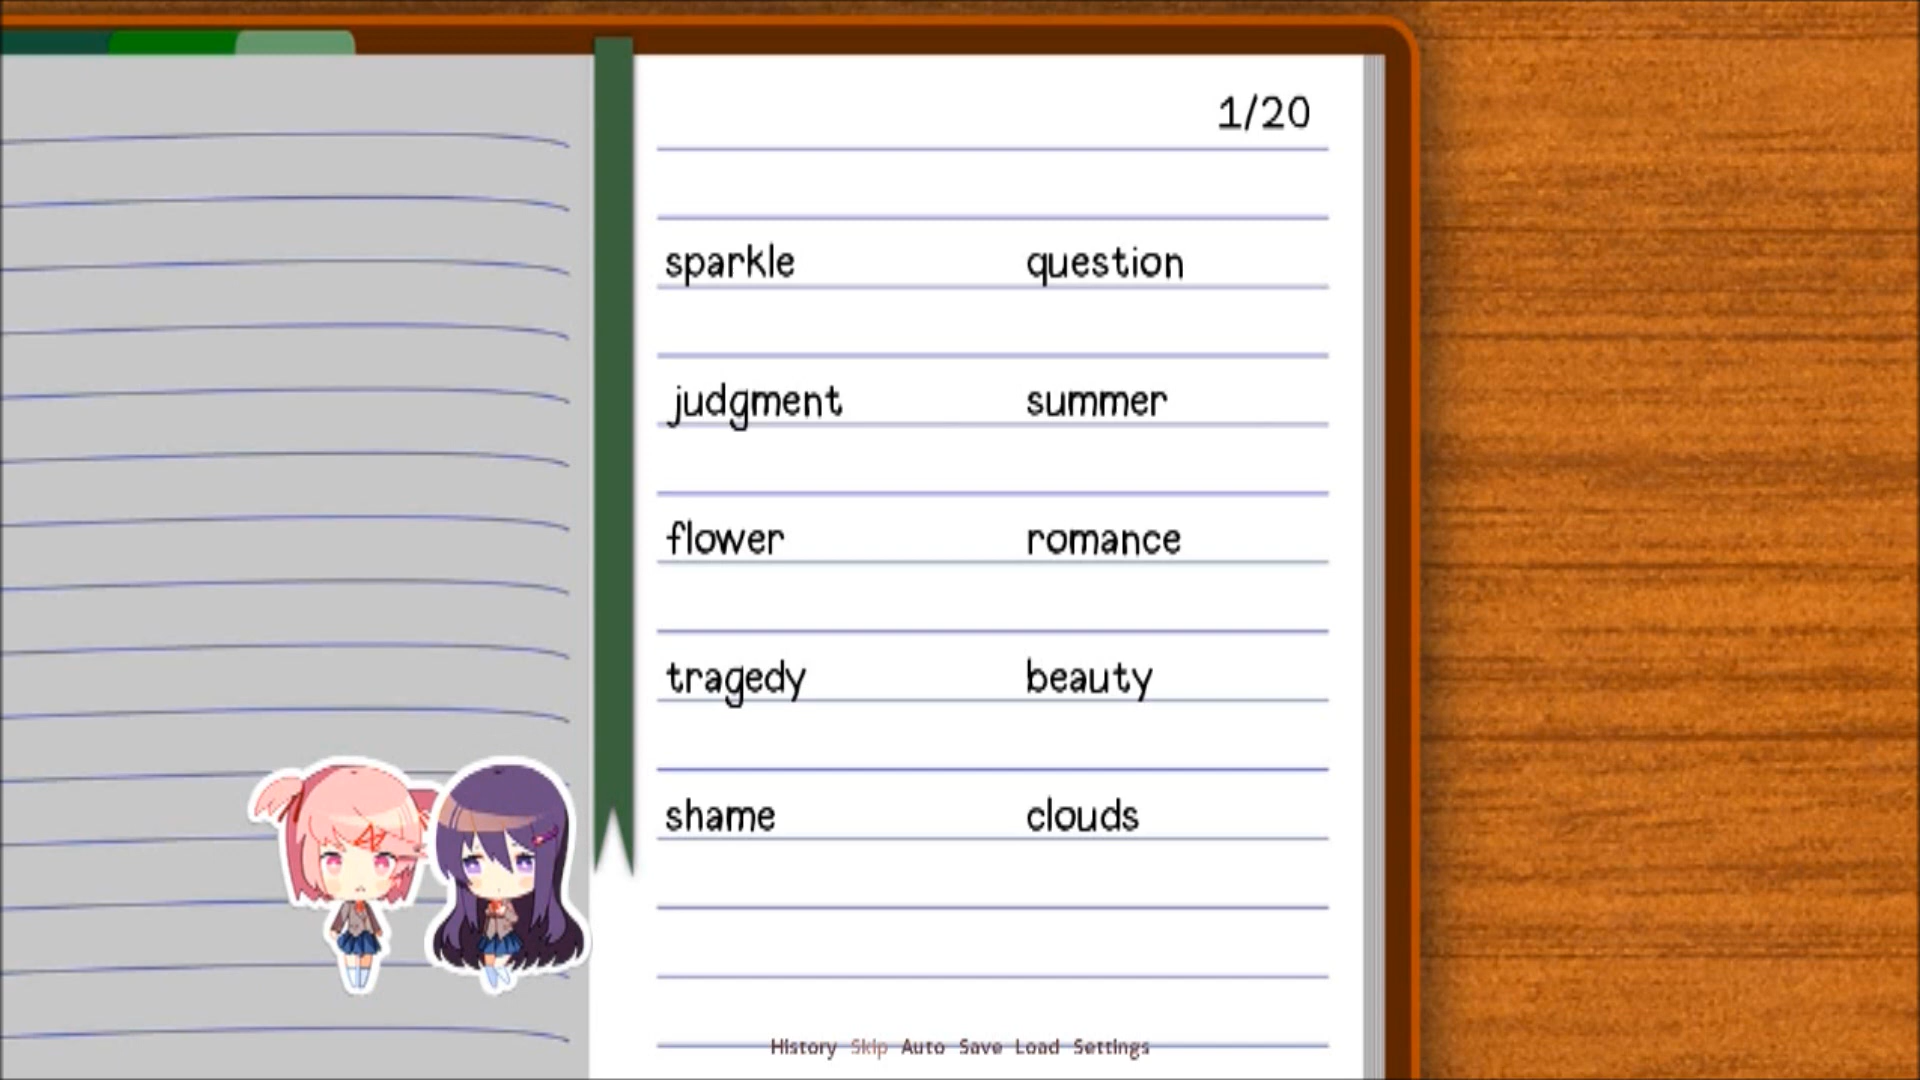 1/20
sparkle question
judgment summer
flower romance
tragedy beauty
shame clouds
History Skip Auto Save Load Settings